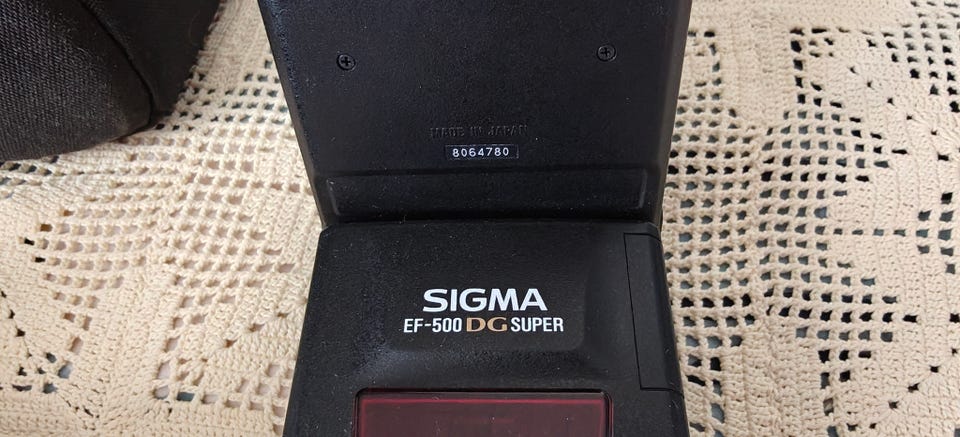 MADE IN JAPAN
8064780
SIGMA
EF-500 DG SUPER